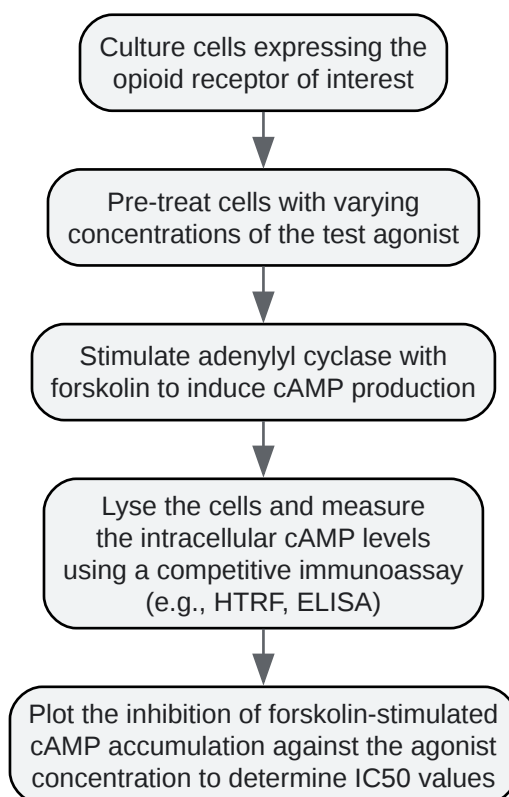 Culture cells expressing the
opioid receptor of interest
Pre-treat cells with varying
concentrations of the test agonist
Stimulate adenylyl cyclase with
forskolin to induce cAMP production
Lyse the cells and measure
the intracellular cAMP levels
using a competitive immunoassay
(e.g., HTRF, ELISA)
Plot the inhibition of forskolin-stimulated
cAMP accumulation against the agonist
concentration to determine IC50 values